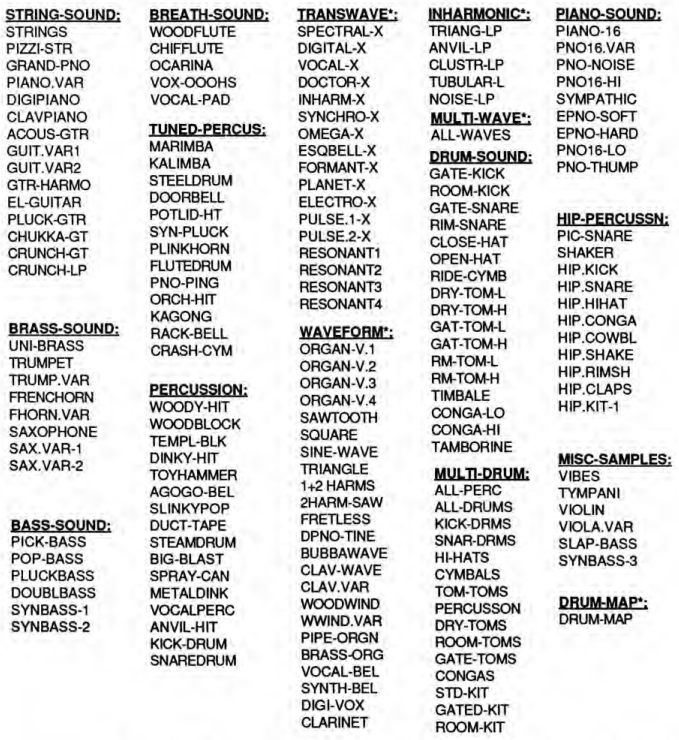 STRING-SOUND:
STRINGS
PIZZI-STR
GRAND-PNO
PIANO.VAR
DIGIPIANO
CLAVPIANO
ACOUS-GTR
GUIT.VAR1
GUIT.VAR2
GTR-HARMO
EL-GUITAR
PLUCK-GTR
CHUKKA-GT
CRUNCH-GT
CRUNCH-LP
BRASS-SOUND:
UNI-BRASS
TRUMPET
TRUMP.VAR
FRENCHORN
FHORN.VAR
SAXOPHONE
SAX.VAR-1
SAX.VAR-2
BASS-SOUND:
PICK-BASS
POP-BASS
PLUCKBASS
DOUBLBASS
SYNBASS-1
SYNBASS-2
BREATH-SOUND:
WOODFLUTE
CHIFFLUTE
OCARINA
VOX-OOOHS
VOCAL-PAD
TUNED-PERCUS:
MARIMBA
KALIMBA
STEELDRUM
DOORBELL
POTLID-HT
SYN-PLUCK
PLINKHORN
FLUTEDRUM
PNO-PING
ORCH-HIT
KAGONG
RACK-BELL
CRASH-CYM
PERCUSSION:
WOODY-HIT
WOODBLOCK
TEMPL-BLK
DINKY-HIT
TOYHAMMER
AGOGO-BEL
SLINKYPOP
DUCT-TAPE
STEAMDRUM
BIG-BLAST
SPRAY-CAN
METALDINK
VOCALPERC
ANVIL-HIT
KICK-DRUM
SNAREDRUM
TRANSWAVE*:
SPECTRAL-X
DIGITAL-X
VOCAL-X
DOCTOR-X
INHARM-X
SYNCHRO-X
OMEGA-X
ESQBELL-X
FORMANT-X
PLANET-X
ELECTRO-X
PULSE.1-X
PULSE.2-X
RESONANT1
RESONANT2
RESONANT3
RESONANT4
WAVEFORM*:
ORGAN-V.1
ORGAN-V.2
ORGAN-V.3
ORGAN-V.4
SAWTOOTH
SQUARE
SINE-WAVE
TRIANGLE
1+2 HARMS
2HARM-SAW
FRETLESS
DPNO-TINE
BUBBAWAVE
CLAV-WAVE
CLAV.VAR
WOODWIND
WWIND.VAR
PIPE-ORGN
BRASS-ORG
VOCAL-BEL
SYNTH-BEL
DIGI-VOX
CLARINET
INHARMONIC*:
TRIANG-LP
ANVIL-LP
CLUSTR-LP
TUBULAR-L
NOISE-LP
MULTI-WAVE*:
ALL-WAVES
DRUM-SOUND:
GATE-KICK
ROOM-KICK
GATE-SNARE
RIM-SNARE
CLOSE-HAT
OPEN-HAT
RIDE-CYMB
DRY-TOM-L
DRY-TOM-H
GAT-TOM-L
GAT-TOM-H
RM-TOM-L
RM-TOM-H
TIMBALE
CONGA-LO
CONGA-HI
TAMBORINE
MULTI-DRUM:
ALL-PERC
ALL-DRUMS
KICK-DRMS
SNAR-DRMS
HI-HATS
CYMBALS
TOM-TOMS
PERCUSSON
DRY-TOMS
ROOM-TOMS
GATE-TOMS
CONGAS
STD-KIT
GATED-KIT
ROOM-KIT
PIANO-SOUND:
PIANO-16
PNO16.VAR
PNO-NOISE
PNO16-HI
SYMPATHIC
EPNO-SOFT
EPNO-HARD
PNO16-LO
PNO-THUMP
HIP-PERCUSSN:
PIC-SNARE
SHAKER
HIP.KICK
HIP.SNARE
HIP.HIHAT
HIP.CONGA
HIP.COWBL
HIP.SHAKE
HIP.RIMSH
HIP.CLAPS
HIP.KIT-1
MISC-SAMPLES:
VIBES
TYMPANI
VIOLIN
VIOLA.VAR
SLAP-BASS
SYNBASS-3
DRUM-MAP*:
DRUM-MAP